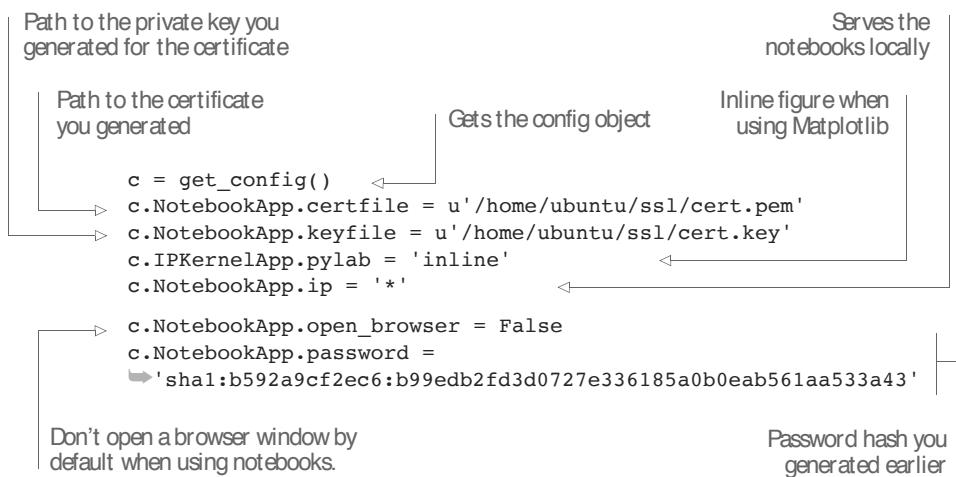 Path to the private key you
generated for the certificate
Serves the
notebooks locally
Path to the certificate
you generated
Gets the config object
Inline figure when
using Matplotlib
c = get_config()
c.NotebookApp.certfile = u'/home/ubuntu/ssl/cert.pem'
c.NotebookApp.keyfile = u'/home/ubuntu/ssl/cert.key'
c.IPKernelApp.pylab = 'inline'
c.NotebookApp.ip = '*'
c.NotebookApp.open_browser = False
c.NotebookApp.password =
'sha1:b592a9cf2ec6:b99edb2fd3d0727e336185a0b0eab561aa533a43'
Don't open a browser window by
default when using notebooks.
Password hash you
generated earlier